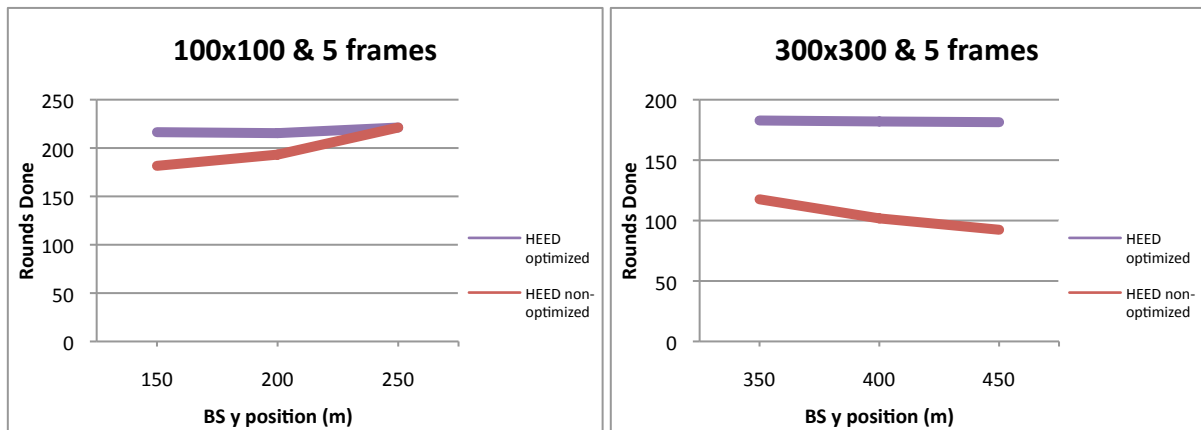 100x100 & 5 frames
250
200
150
100
50
0
Rounds Done
150 200 250
BS y position (m)
HEED
optimized
HEED non-
optimized
300x300 & 5 frames
200
150
100
50
0
Rounds Done
350 400 450
BS y position (m)
HEED
optimized
HEED non-
optimized